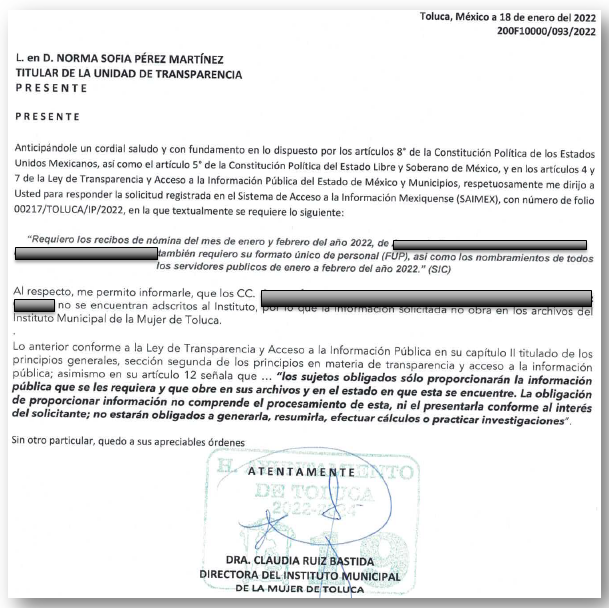 Toluca, México a 18 de enero del 2022
200F10000/093/2022
L. en D. NORMA SOFIA PÉREZ MARTÍNEZ
TITULAR DE LA UNIDAD DE TRANSPARENCIA
P R E S E N T E
P R E S E N T E
Anticipándole un cordial saludo y con fundamento en lo dispuesto por los artículos 8° de la Constitución Política de los Estados
Unidos Mexicanos, así como el artículo 5° de la Constitución Política del Estado Libre y Soberano de México, y en los artículos 4 y
7 de la Ley de Transparencia y Acceso a la Información Pública del Estado de México y Municipios, respetuosamente me dirijo a
Usted para responder la solicitud registrada en el Sistema de Acceso a la Información Mexiquense (SAIMEX), con número de folio
00217/TOLUCA/IP/2022, en la que textualmente se requiere lo siguiente:
"Requiero los recibos de nómina del mes de enero y febrero del año 2022, de
también requiero su formato único de personal (FUP), así como los nombramientos de todos
los servidores publicos de enero a febrero del año 2022." (SIC)
Al respecto, me permito informarle, que los CC.
no se encuentran adscritos al Instituto, por lo que la información solicitada no obra en los archivos del
Instituto Municipal de la Mujer de Toluca.
Lo anterior conforme a la Ley de Transparencia y Acceso a la Información Pública en su capítulo II titulado de los
principios generales, sección segunda de los principios en materia de transparencia y acceso a la información
pública; asimismo en su artículo 12 señala que ... "los sujetos obligados sólo proporcionarán la información
pública que se les requiera y que obre en sus archivos y en el estado en que esta se encuentre. La obligación
de proporcionar información no comprende el procesamiento de esta, ni el presentarla conforme al interés
del solicitante; no estarán obligados a generarla, resumirla, efectuar cálculos o practicar investigaciones".
Sin otro particular, quedo a sus apreciables órdenes
H. AYUNTAMIENTO
A T E N T A M E N T E
DE TOLUCA
2022-2024
19
DRA. CLAUDIA RUIZ BASTIDA
DIRECTORA DEL INSTITUTO MUNICIPAL
DE LA MUJER DE TOLUCA